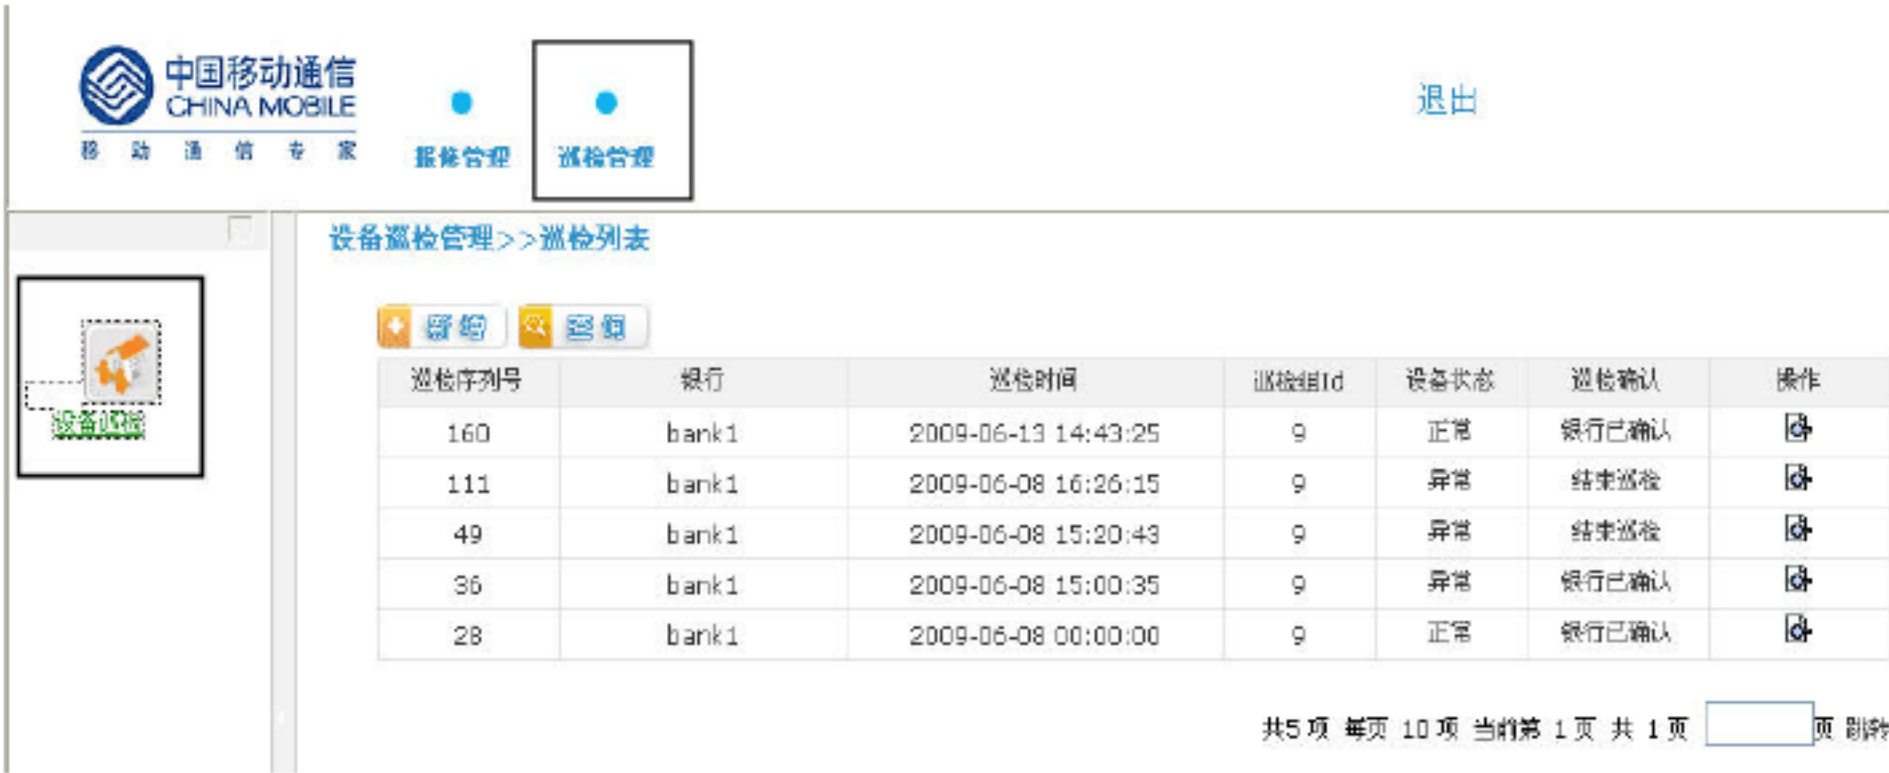 中国移动通信
CHINA MOBILE
移动通信专家
报修管理
巡检管理
退出
设备巡检管理>>巡检列表
设备巡检
新增 查询
巡检序列号 银行 巡检时间 巡检组Id 设备状态 巡检确认 操作
160 bank1 2009-06-13 14:43:25 9 正常 银行已确认
111 bank1 2009-06-08 16:26:15 9 异常 结束巡检
49 bank1 2009-06-08 15:20:43 9 异常 结束巡检
36 bank1 2009-06-08 15:00:35 9 异常 银行已确认
28 bank1 2009-06-08 00:00:00 9 正常 银行已确认
共5 项 每页 10 项 当前第 1 页 共 1 页 页 跳转